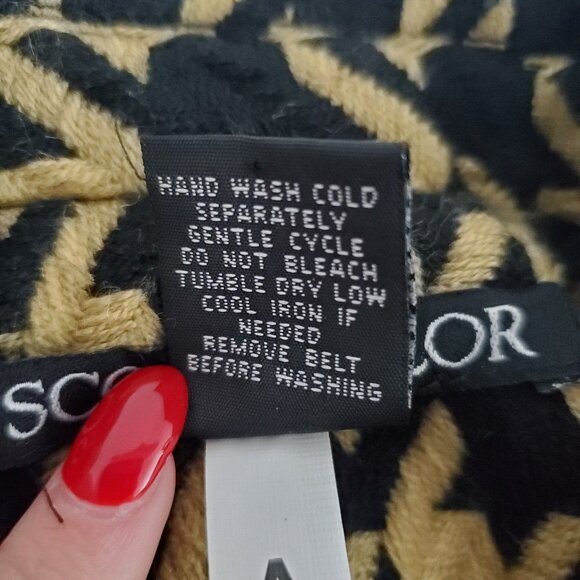 HAND WASH COLD
SEPARATELY
GENTLE CYCLE
DO NOT BLEACH
TUMBLE DRY LOW
COOL IRON IF
NEEDED
REMOVE BELT
BEFORE WASHING